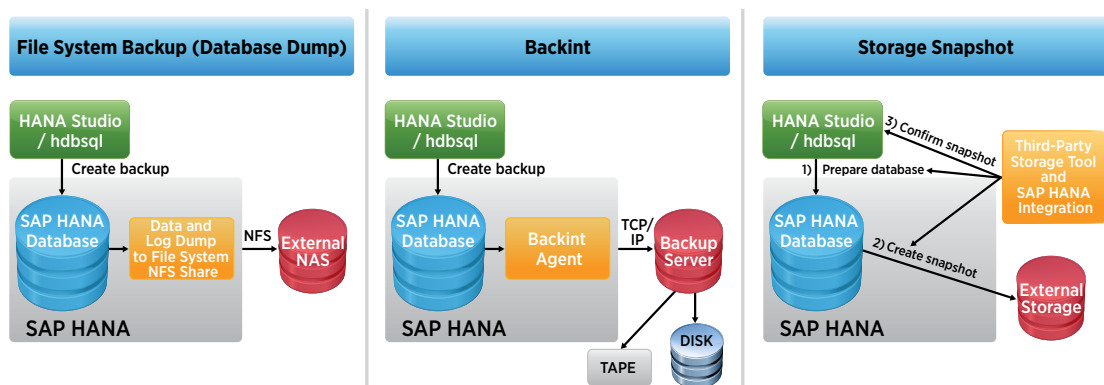 File System Backup (Database Dump)
HANA Studio
/ hdbsql
Create backup
SAP HANA
Database
Data and
Log Dump
to File System
NFS Share
NFS
External
NAS
SAP HANA
Backint
HANA Studio
/ hdbsql
Create backup
SAP HANA
Database
Backint
Agent
TCP/
IP
Backup
Server
SAP HANA
TAPE
DISK
Storage Snapshot
HANA Studio
/ hdbsql
3) Confirm snapshot
Third-Party
Storage Tool
and
SAP HANA
Integration
1) Prepare database
SAP HANA
Database
2) Create snapshot
External
Storage
SAP HANA